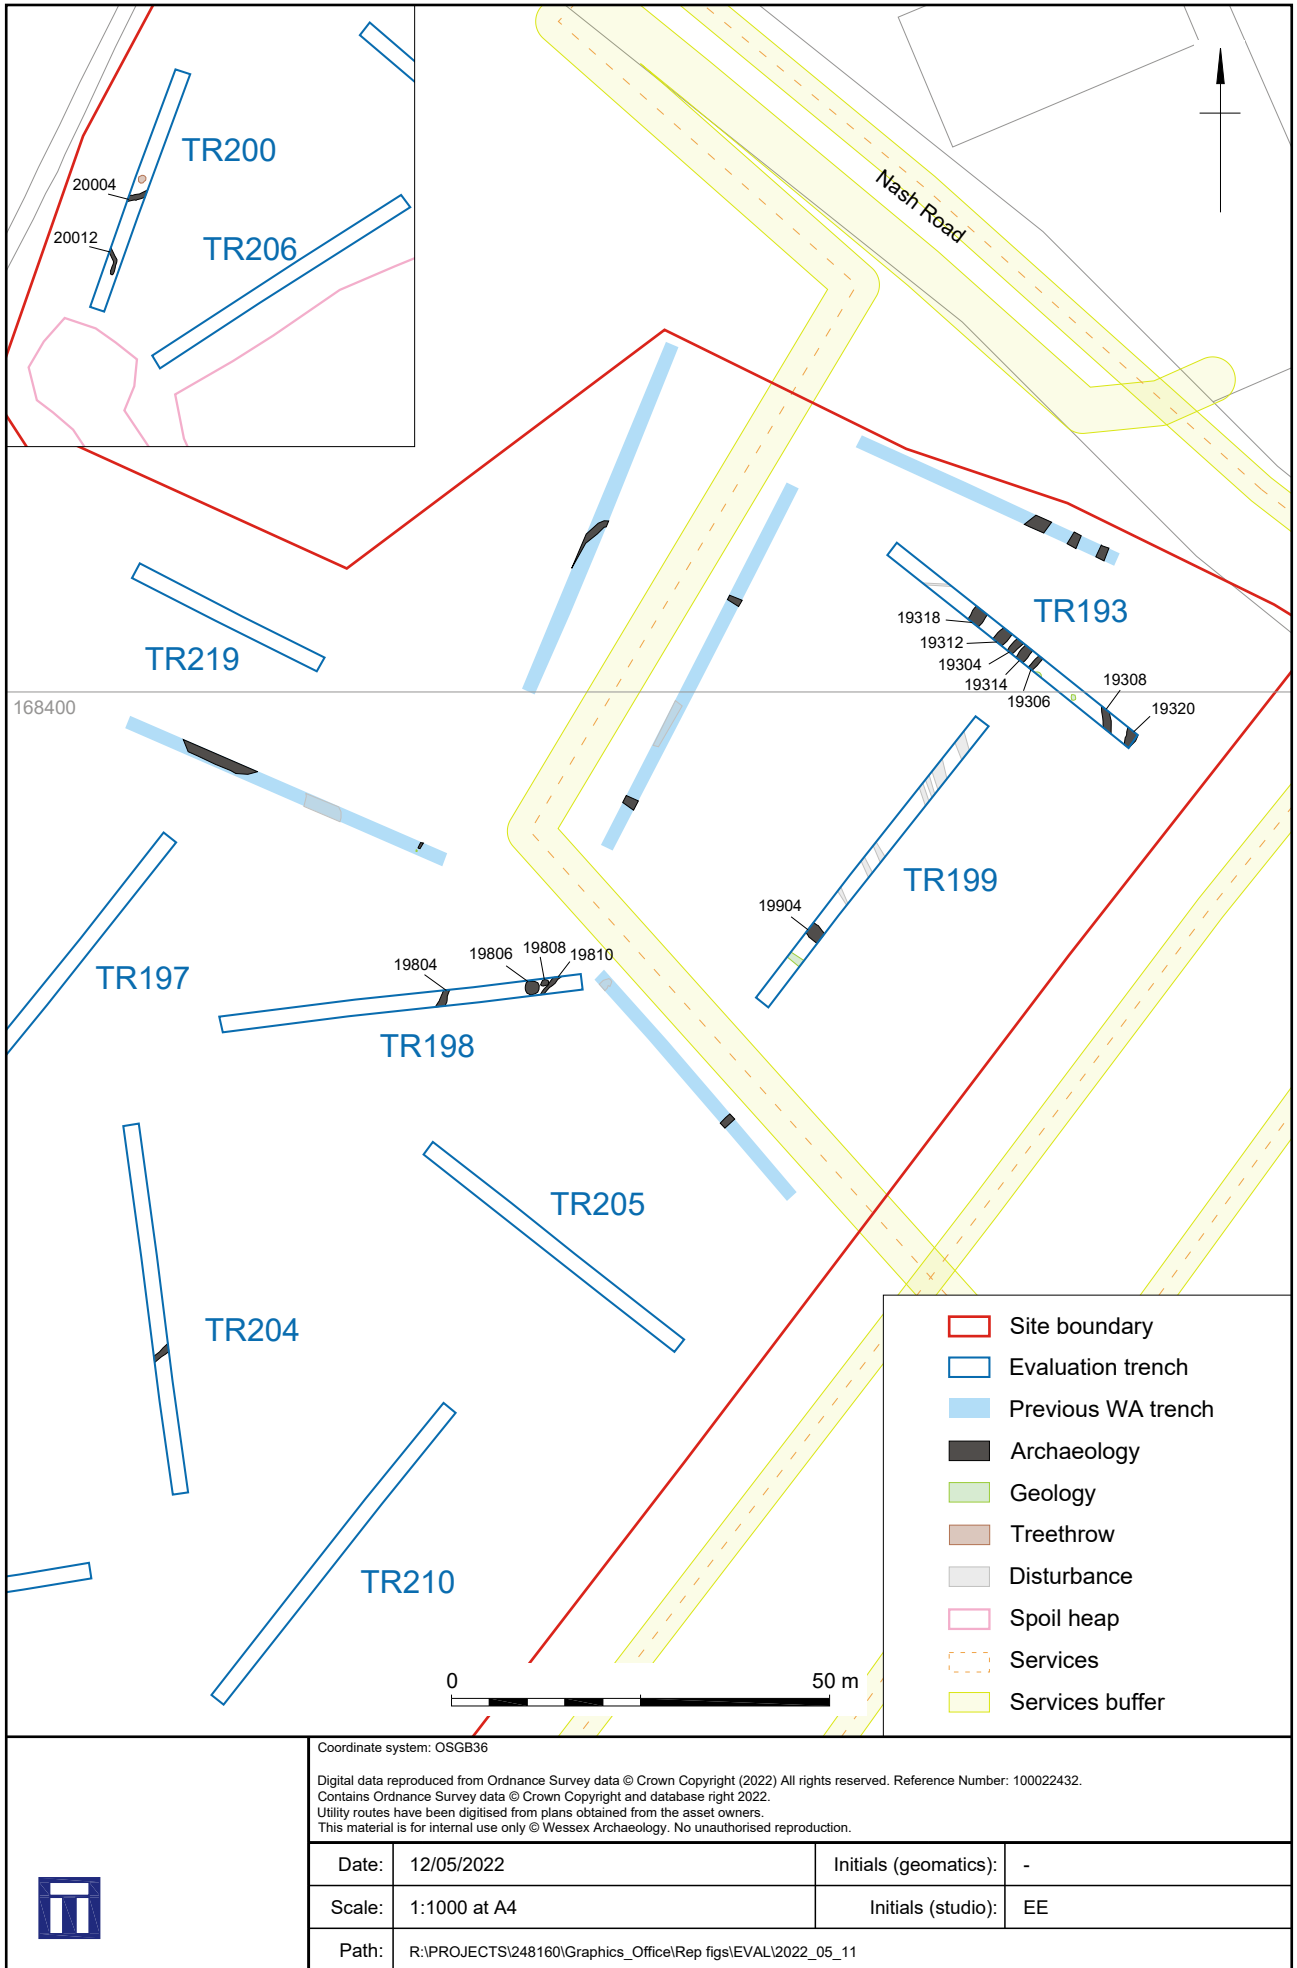 TR200
20004
20012
TR206
Nash Road
TR193
19318
19312
19304
19314
19306
19308
19320
TR219
168400
TR199
19904
TR197
19804
19806
19808
19810
TR198
TR205
TR204
TR210
0
50 m
Site boundary
Evaluation trench
Previous WA trench
Archaeology
Geology
Treethrow
Disturbance
Spoil heap
Services
Services buffer
Coordinate system: OSGB36
Digital data reproduced from Ordnance Survey data © Crown Copyright (2022) All rights reserved. Reference Number: 100022432.
Contains Ordnance Survey data © Crown Copyright and database right 2022.
Utility routes have been digitised from plans obtained from the asset owners.
This material is for internal use only © Wessex Archaeology. No unauthorised reproduction.
Date: 12/05/2022 Initials (geomatics): -
Scale: 1:1000 at A4 Initials (studio): EE
Path: R:\PROJECTS\248160\Graphics_Office\Rep figs\EVAL\2022_05_11